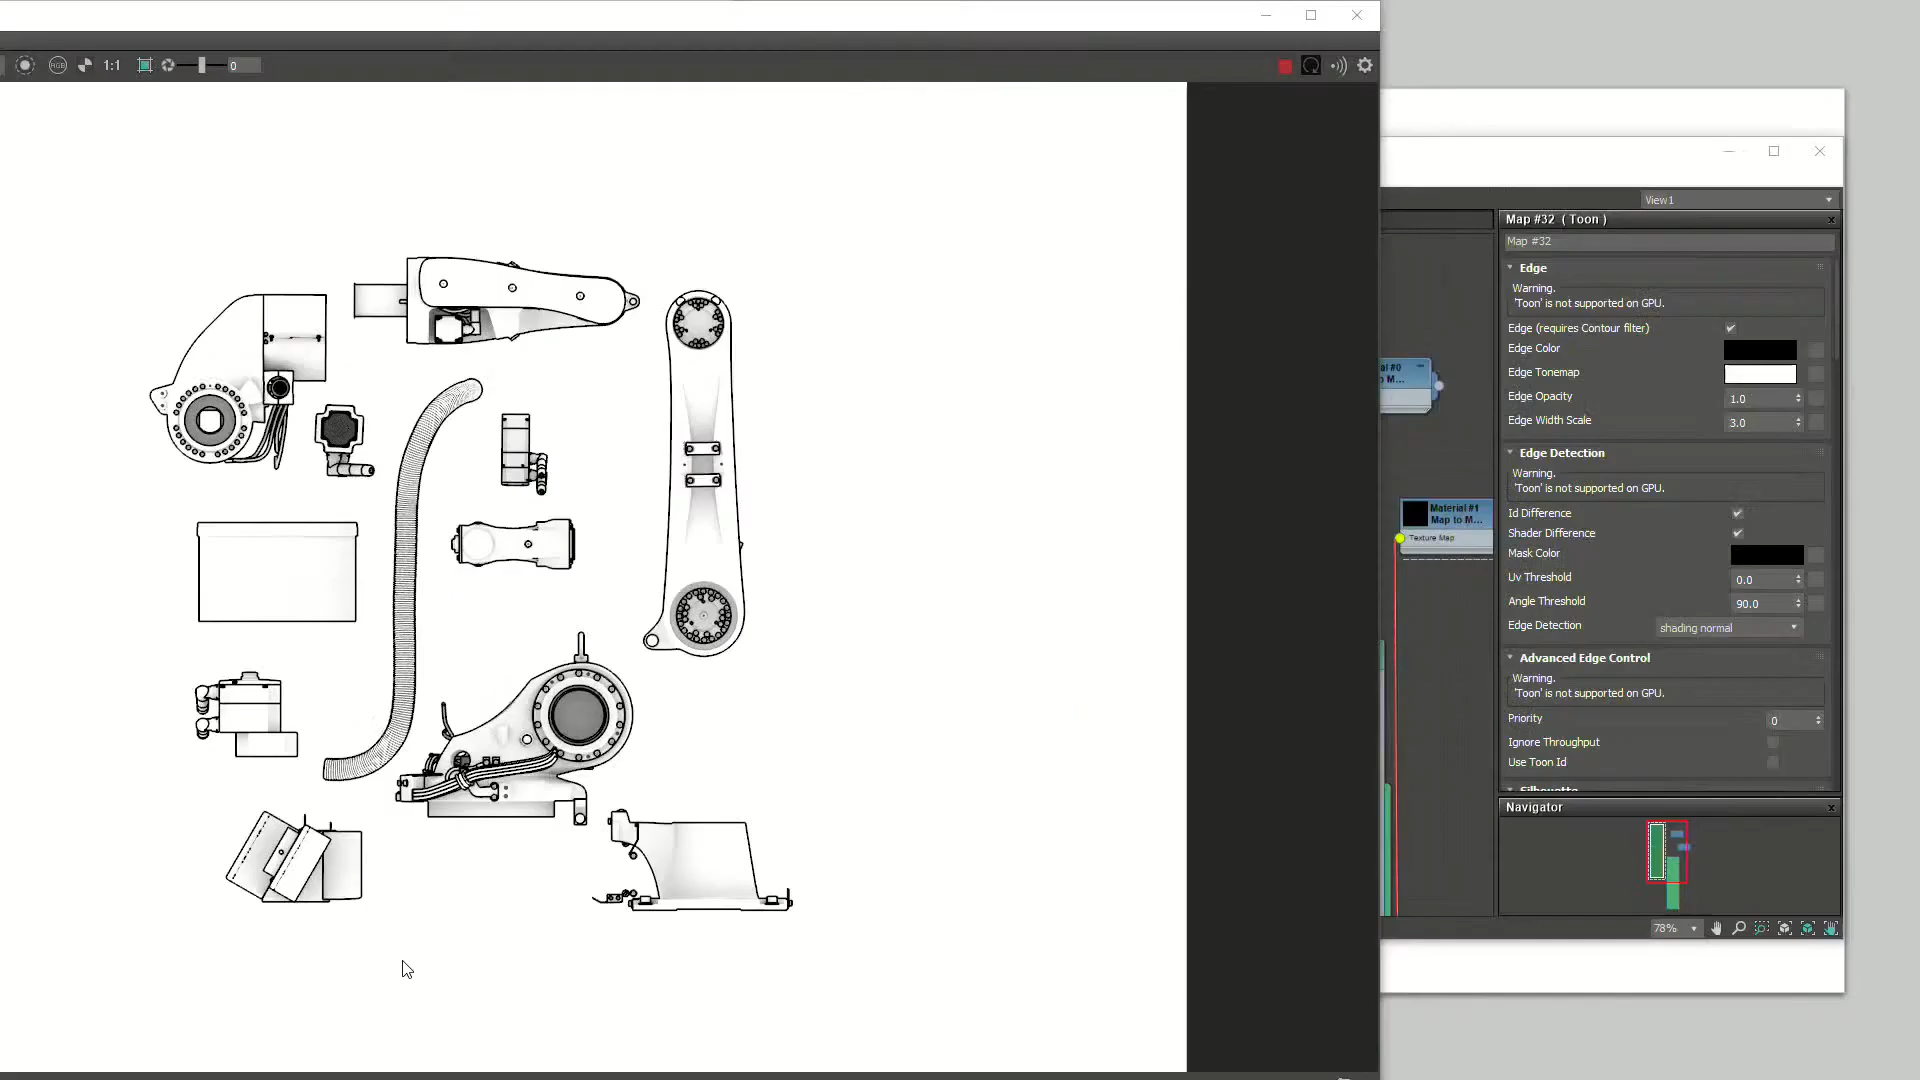 RGB
1:1
0
View1
Map #32 ( Toon )
Map #32
Edge
Warning.
'Toon' is not supported on GPU.
Edge (requires Contour filter)
Edge Color
Edge Tonemap
Edge Opacity
1.0
Edge Width Scale
3.0
Edge Detection
Warning.
'Toon' is not supported on GPU.
Id Difference
Shader Difference
Mask Color
Uv Threshold
0.0
Angle Threshold
90.0
Edge Detection
shading normal
Advanced Edge Control
Warning.
'Toon' is not supported on GPU.
Priority
0
Ignore Throughput
Use Toon Id
Silhouette
Navigator
78%
al #0
o M...
Material #1
Map to M...
Texture Map